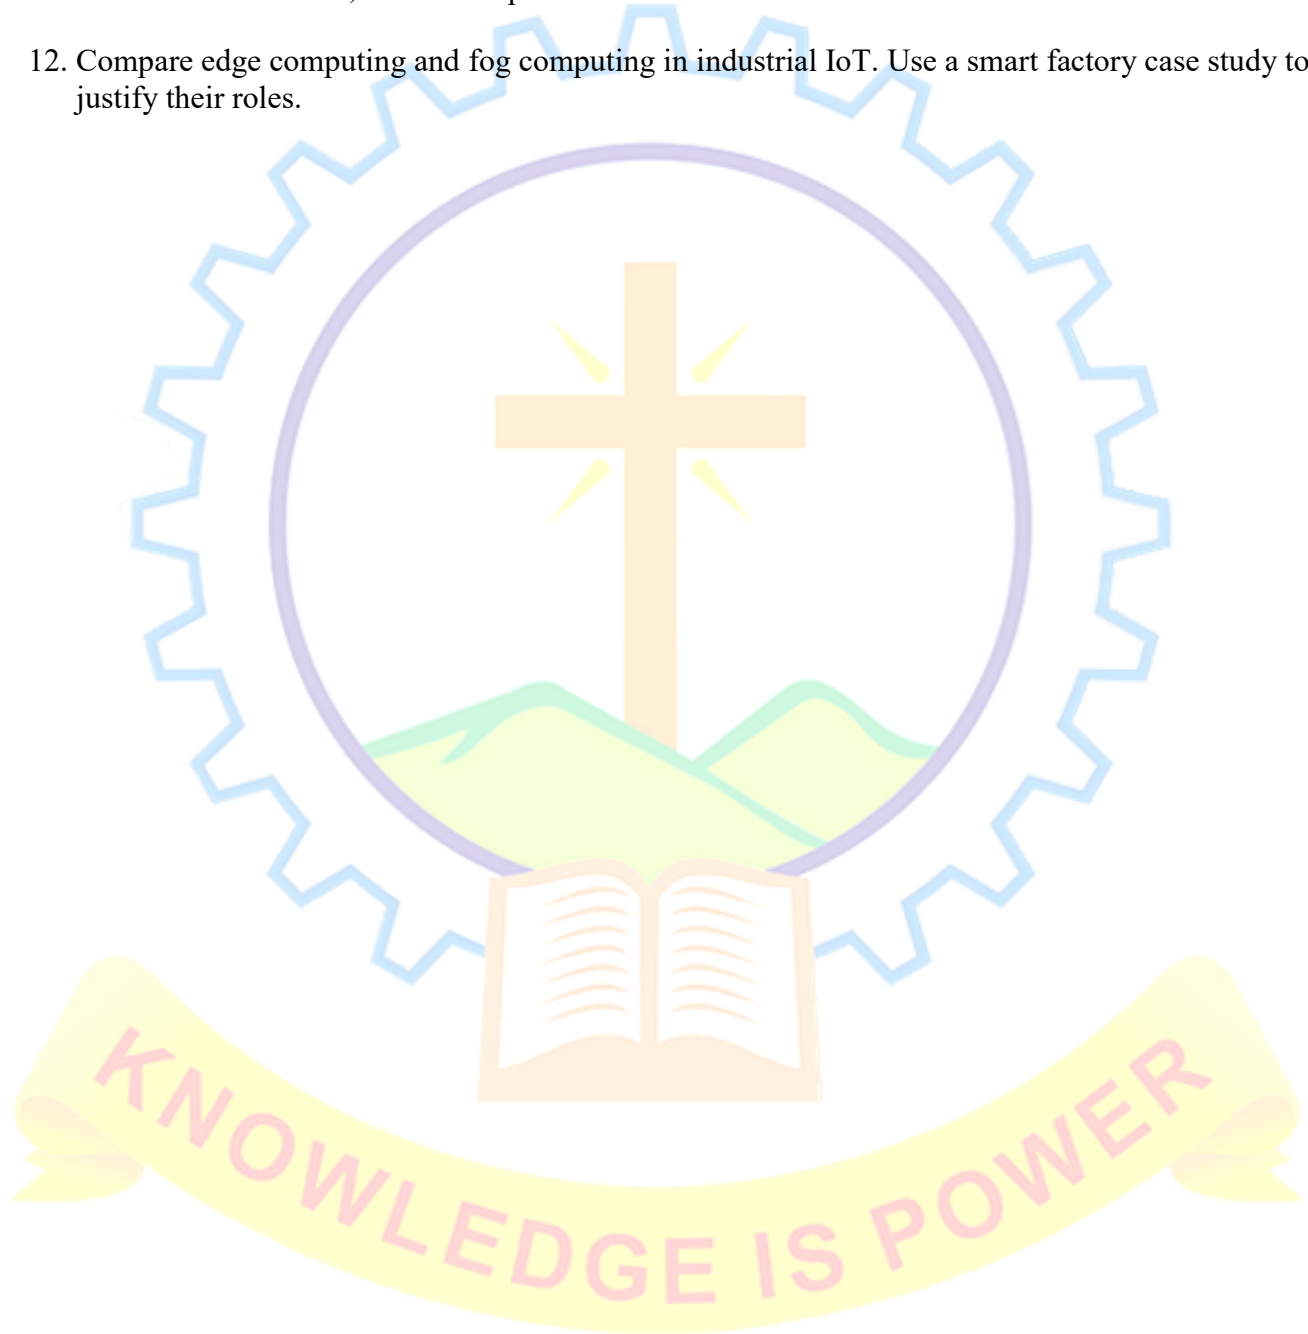 12. Compare edge computing and fog computing in industrial IoT. Use a smart factory case study to
justify their roles.
KNOWLEDGE IS POWER